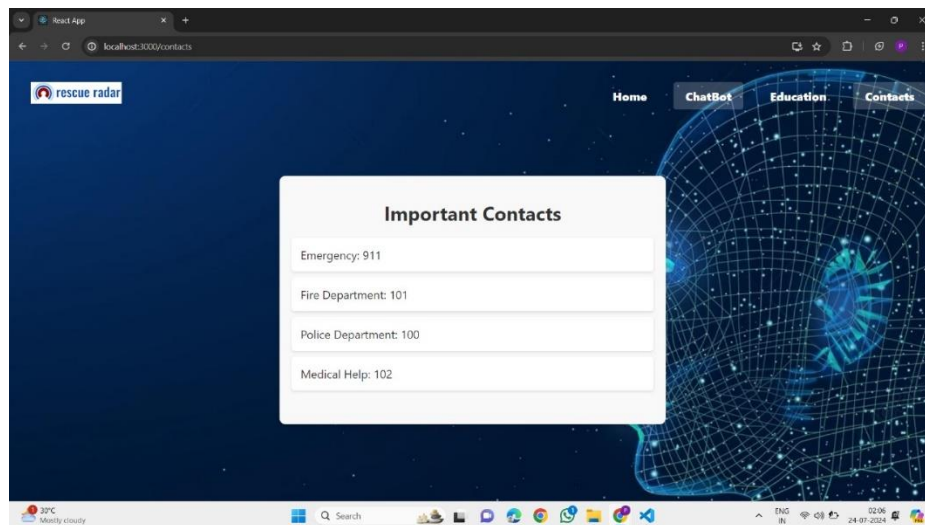 React App
localhost:3000/contacts
rescue radar
Home ChatBot Education Contacts
Important Contacts
Emergency: 911
Fire Department: 101
Police Department: 100
Medical Help: 102
30°C
Mostly cloudy
Search
ENG
IN
02:06
24-07-2024